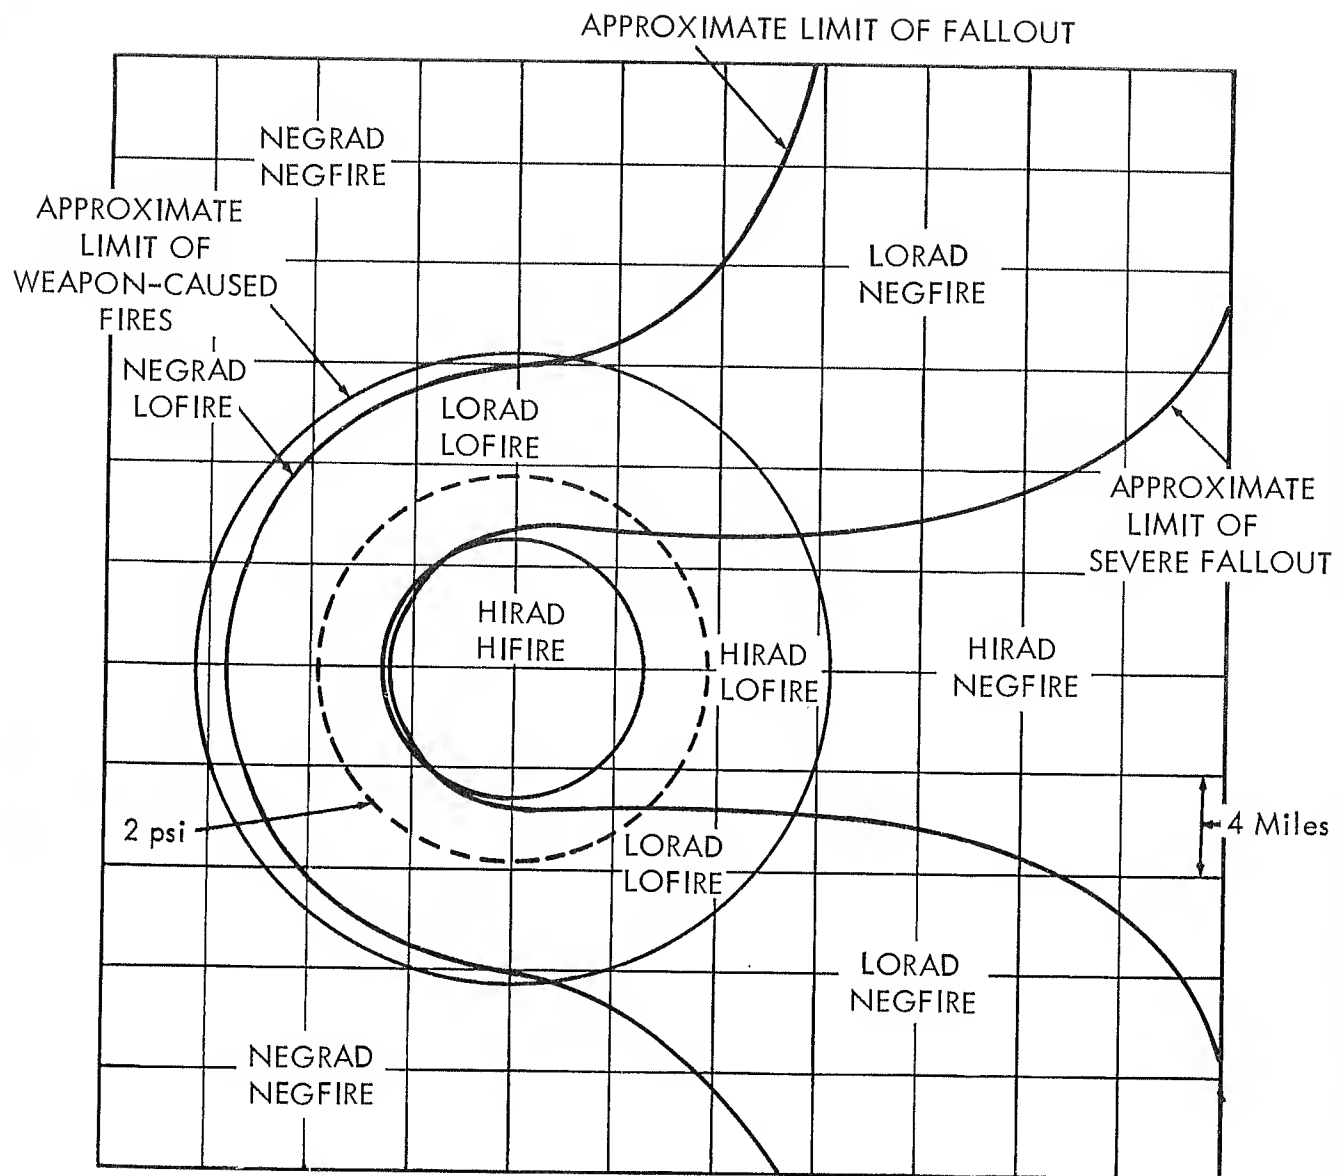 APPROXIMATE LIMIT OF FALLOUT
NEGRAD
NEGFIRE
APPROXIMATE
LIMIT OF
WEAPON-CAUSED
FIRES
LORAD
NEGFIRE
NEGRAD
LOFIRE
LORAD
LOFIRE
APPROXIMATE
LIMIT OF
SEVERE FALLOUT
HIRAD
HIFIRE
HIRAD
LOFIRE
HIRAD
NEGFIRE
2 psi
4 Miles
LORAD
LOFIRE
LORAD
NEGFIRE
NEGRAD
NEGFIRE